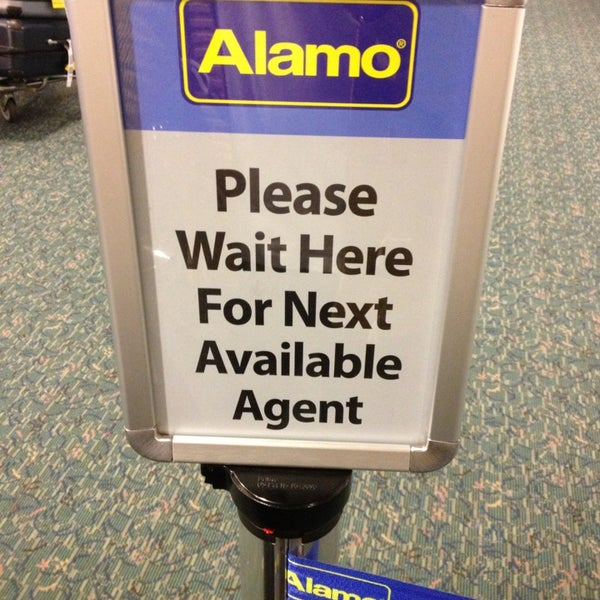 Alamo®
Please
Wait Here
For Next
Available
Agent
Alamo